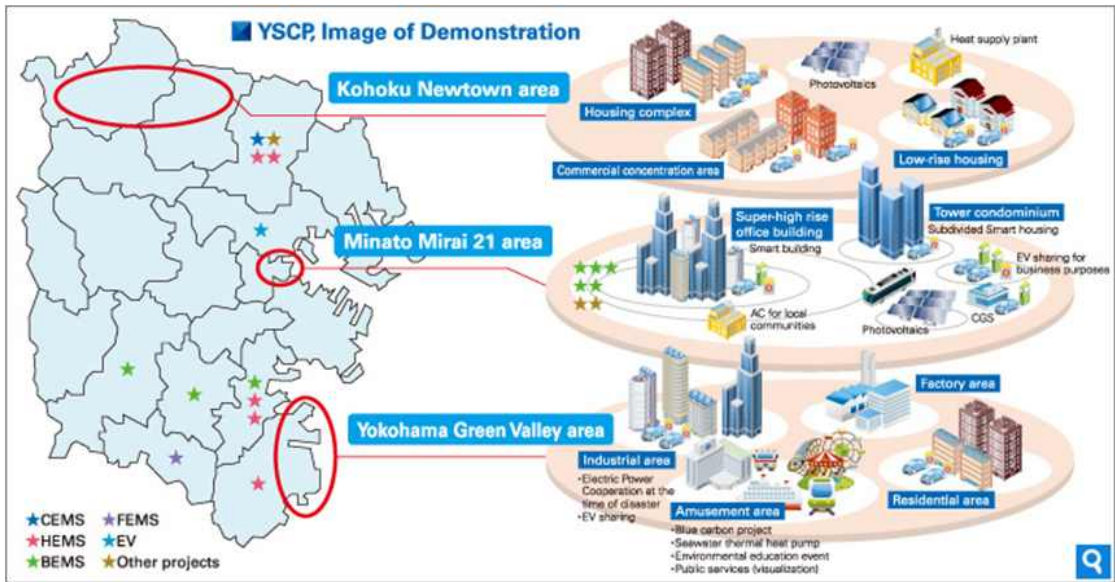 YSCP, Image of Demonstration
Kohoku Newtown area
Housing complex
Photovoltaics
Heat supply plant
Commercial concentration area
Low-rise housing
Minato Mirai 21 area
Super-high rise
office building
Smart building
Tower condominium
Subdivided Smart housing
EV sharing for
business purposes
AC for local
communities
Photovoltaics
CGS
Yokohama Green Valley area
Industrial area
•Electric Power
Cooperation at the
time of disaster
•EV sharing
Amusement area
•Blue carbon project
•Seawater thermal heat pump
•Environmental education event
•Public services (visualization)
Factory area
Residential area
CEMS
FEMS
HEMS
EV
BEMS
Other projects